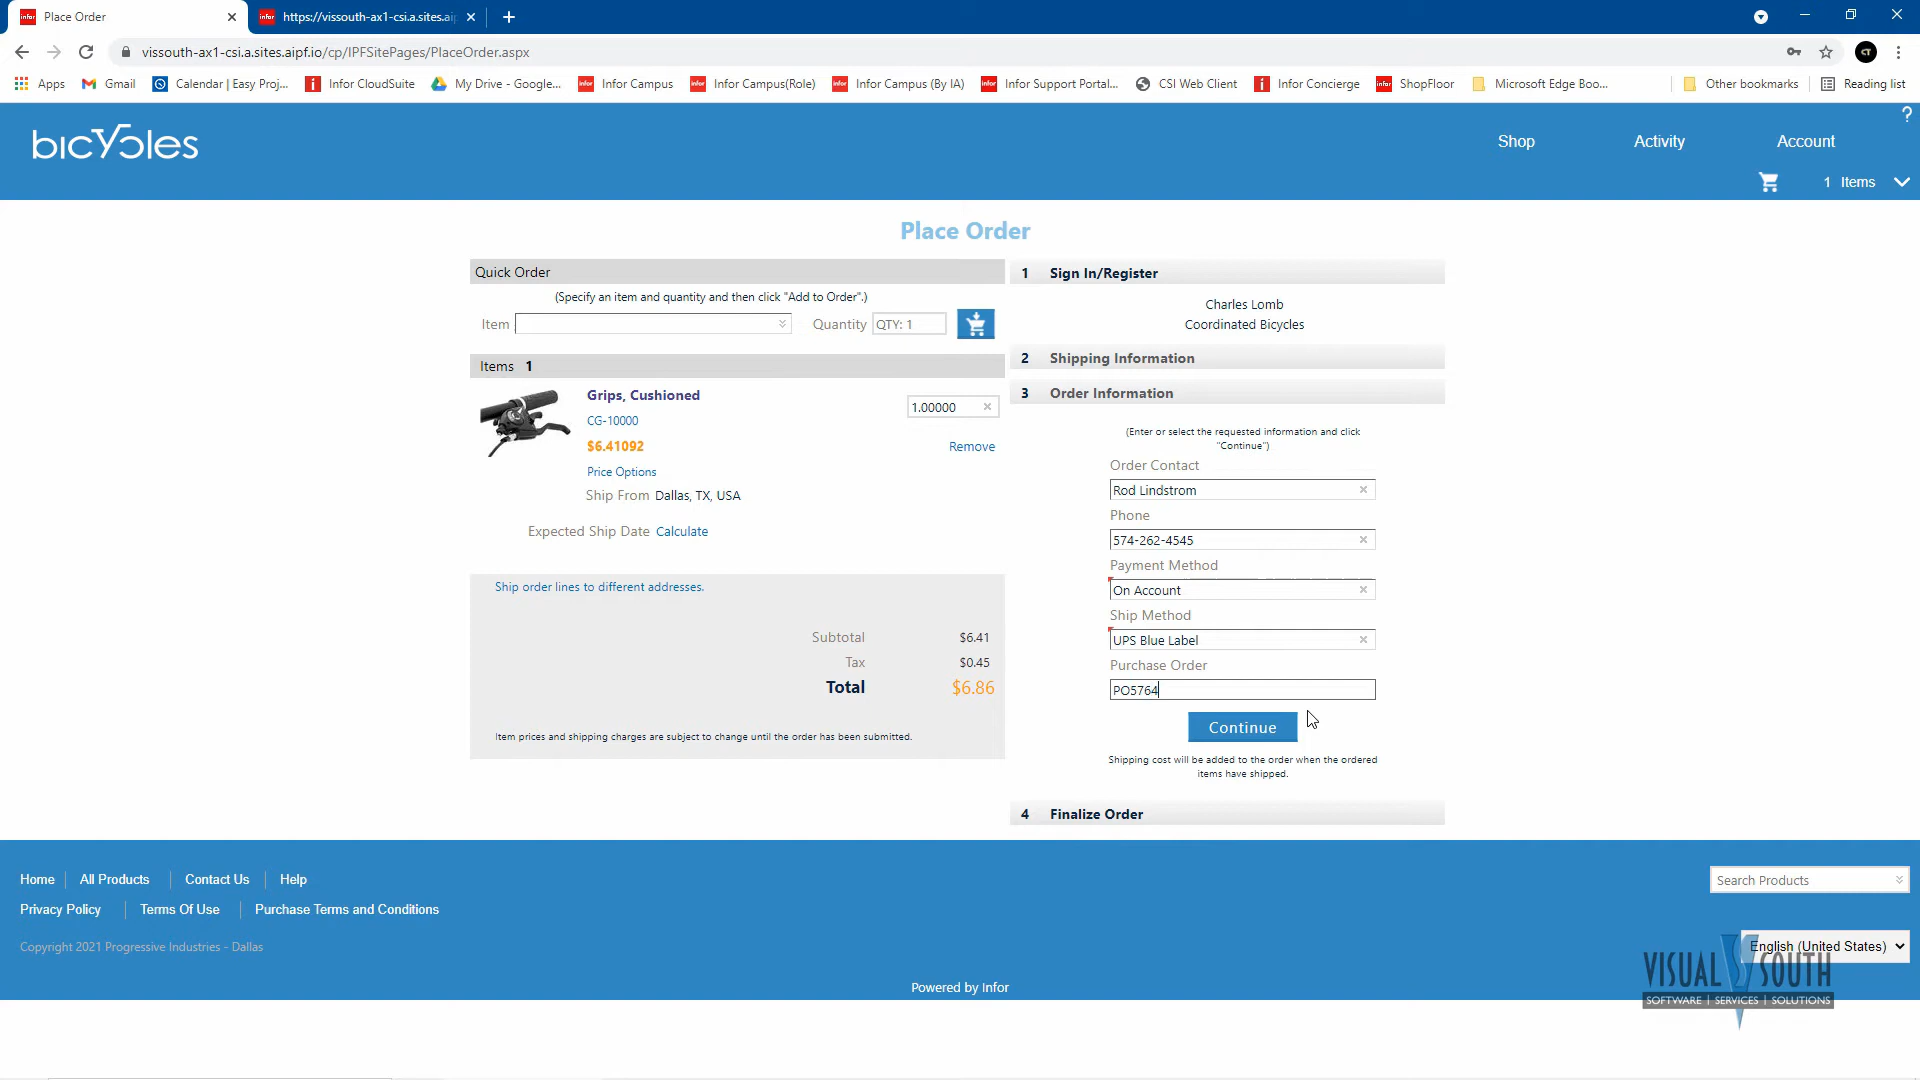 Place Order
https://vissouth-ax1-csi.a.sites.aip
vissouth-ax1-csi.a.sites.aipf.io/cp/IPFSitePages/PlaceOrder.aspx
CT
Apps
Gmail
Calendar | Easy Proj...
Infor CloudSuite
My Drive - Google...
Infor Campus
Infor Campus(Role)
Infor Campus (By IA)
Infor Support Portal...
CSI Web Client
Infor Concierge
ShopFloor
Microsoft Edge Boo...
Other bookmarks
Reading list
?
bicycles
Shop
Activity
Account
1 Items
Place Order
Quick Order
(Specify an item and quantity and then click "Add to Order".)
Item
Quantity
QTY: 1
Items 1
Grips, Cushioned
1.00000
CG-10000
$6.41092
Remove
Price Options
Ship From Dallas, TX, USA
Expected Ship Date Calculate
Ship order lines to different addresses.
Subtotal $6.41
Tax $0.45
Total $6.86
Item prices and shipping charges are subject to change until the order has been submitted.
1 Sign In/Register
Charles Lomb
Coordinated Bicycles
2 Shipping Information
3 Order Information
(Enter or select the requested information and click
"Continue")
Order Contact
Rod Lindstrom
Phone
574-262-4545
Payment Method
On Account
Ship Method
UPS Blue Label
Purchase Order
PO5764
Continue
Shipping cost will be added to the order when the ordered
items have shipped.
4 Finalize Order
Home
All Products
Contact Us
Help
Search Products
Privacy Policy
Terms Of Use
Purchase Terms and Conditions
Copyright 2021 Progressive Industries - Dallas
English (United States)
VISUAL SOUTH
SOFTWARE | SERVICES | SOLUTIONS
Powered by Infor